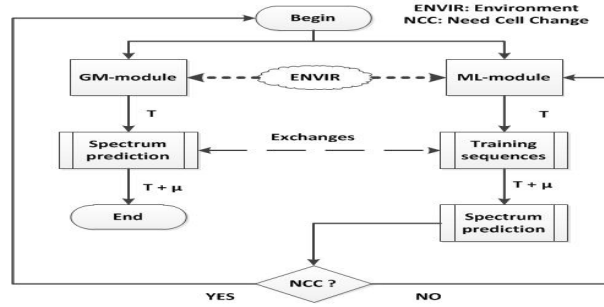 Begin
ENVIR: Environment
NCC: Need Cell Change
GM-module
ENVIR
ML-module
T
T
Spectrum
prediction
Exchanges
Training
sequences
T + μ
T + μ
End
Spectrum
prediction
NCC ?
YES
NO